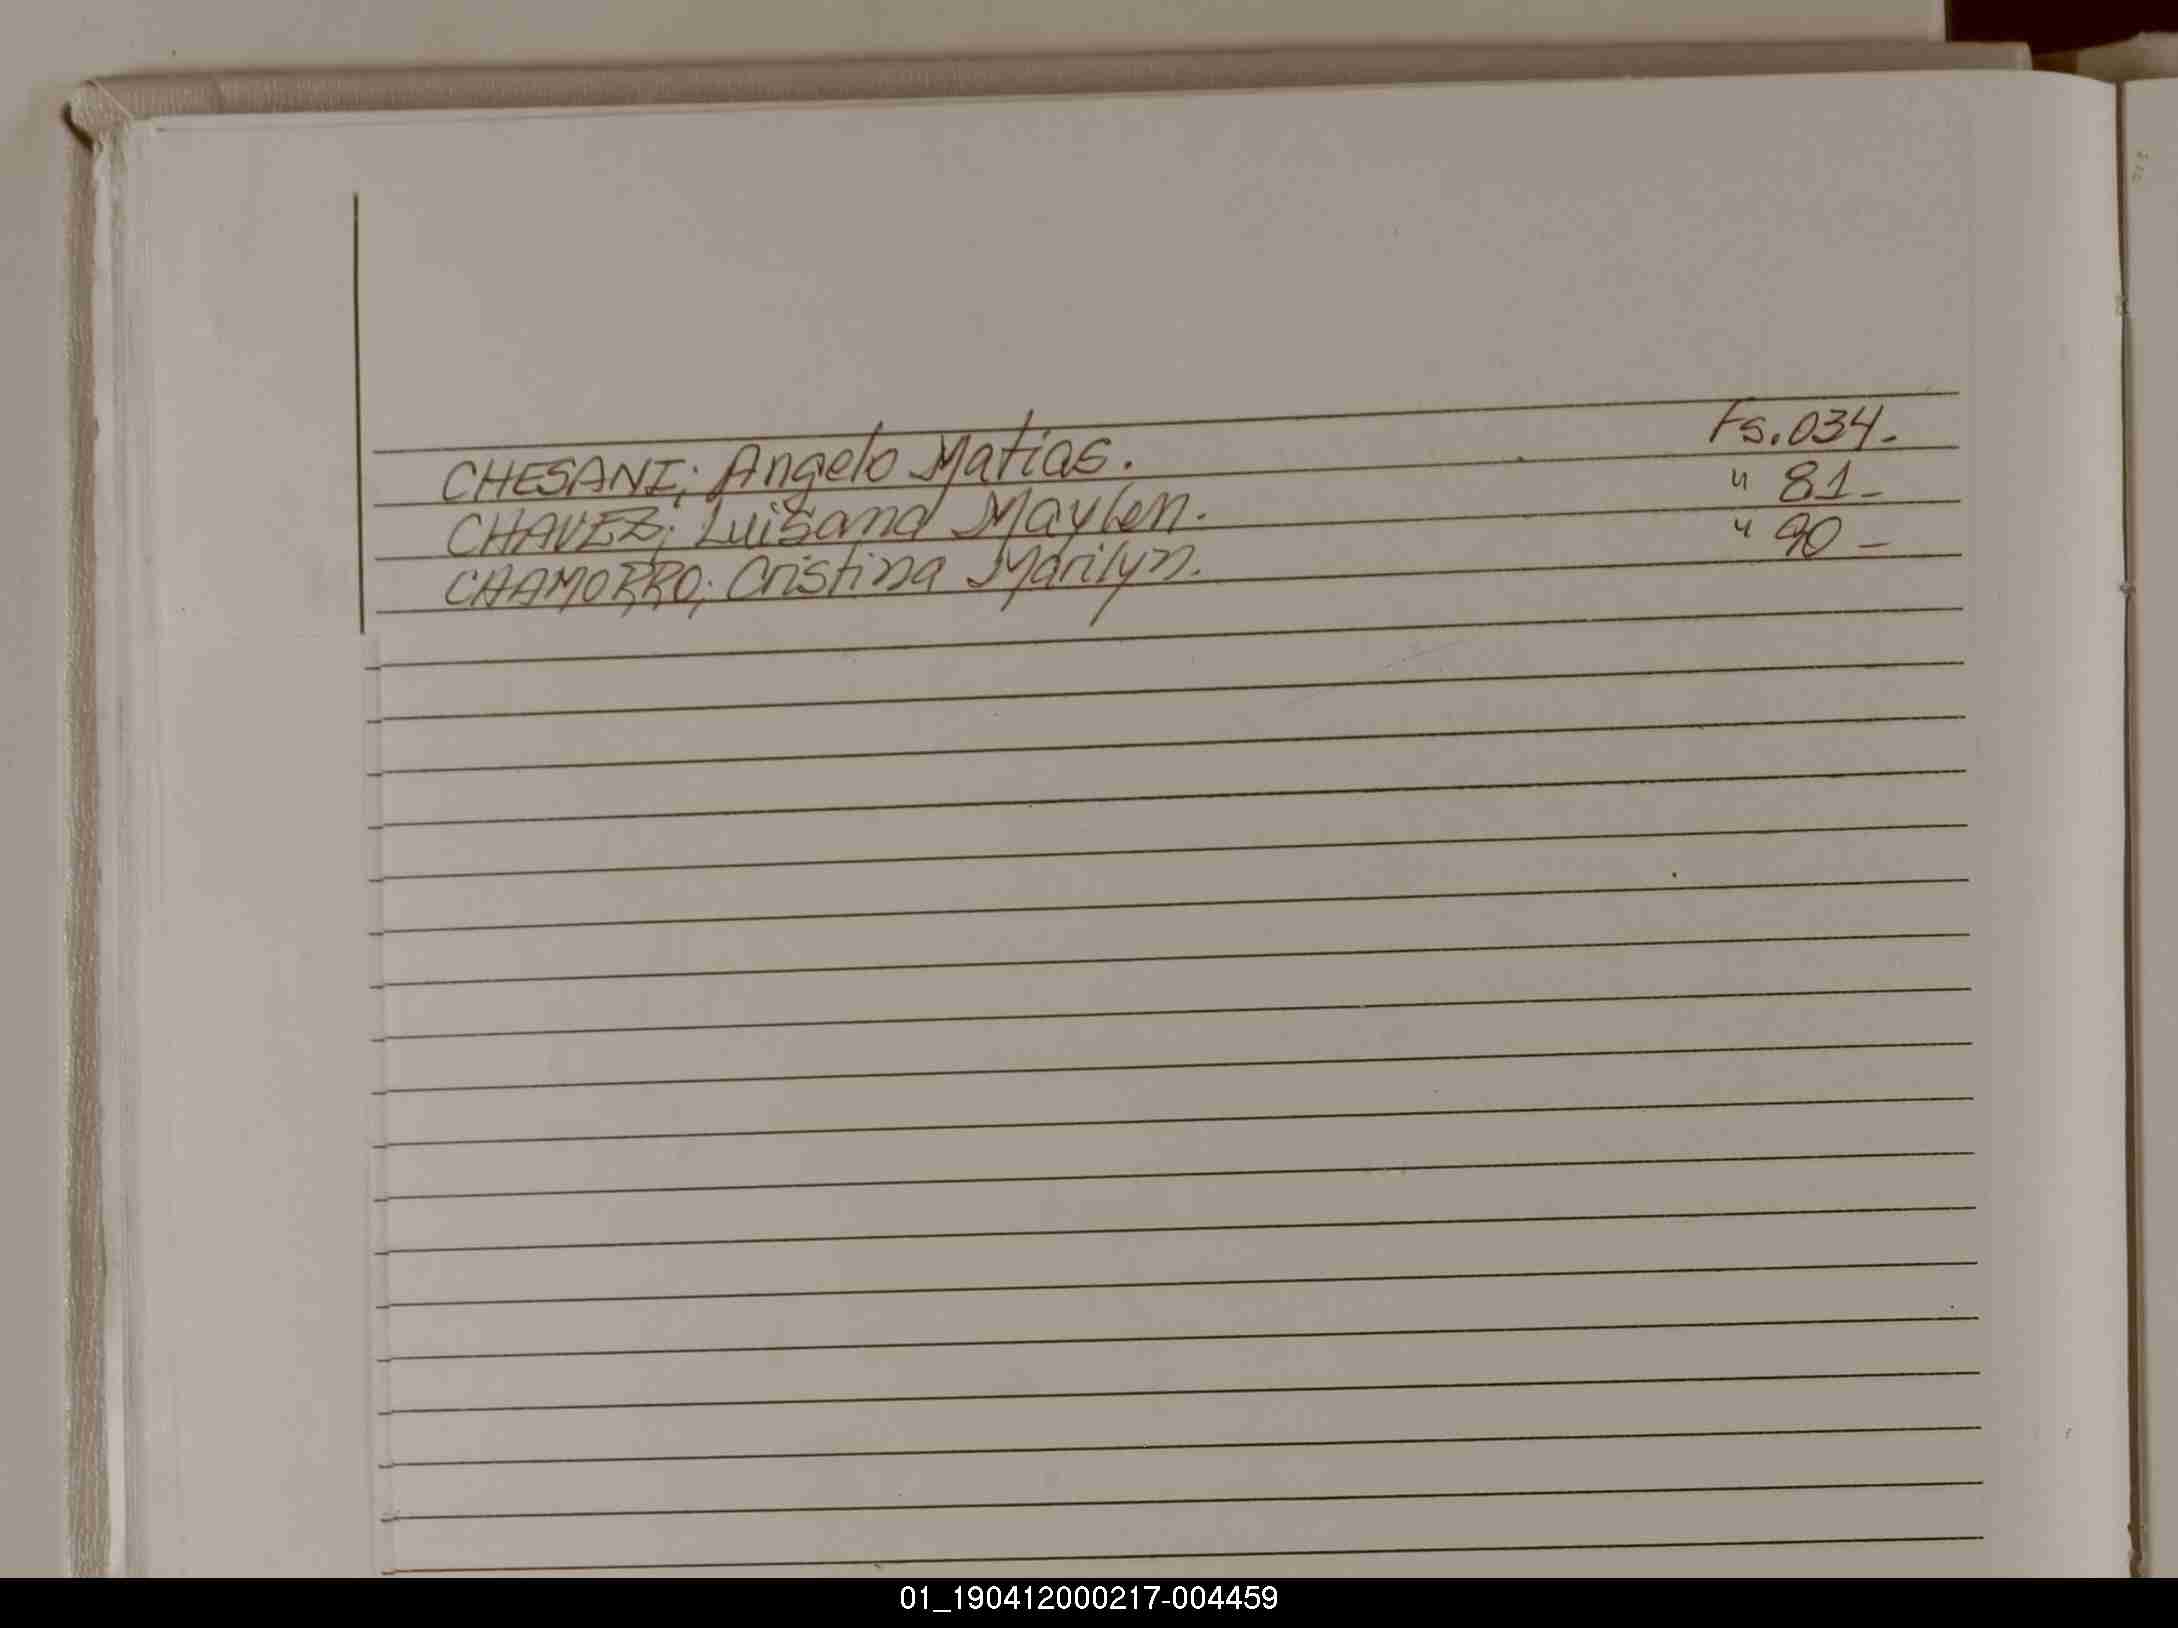 CHESANI; Angelo Matias. Fs. 034.-
CHAVEZ; Luisana Maylen. " 81-
CHAMORRO; Cristina Marilyn. " 90-
01_190412000217-004459